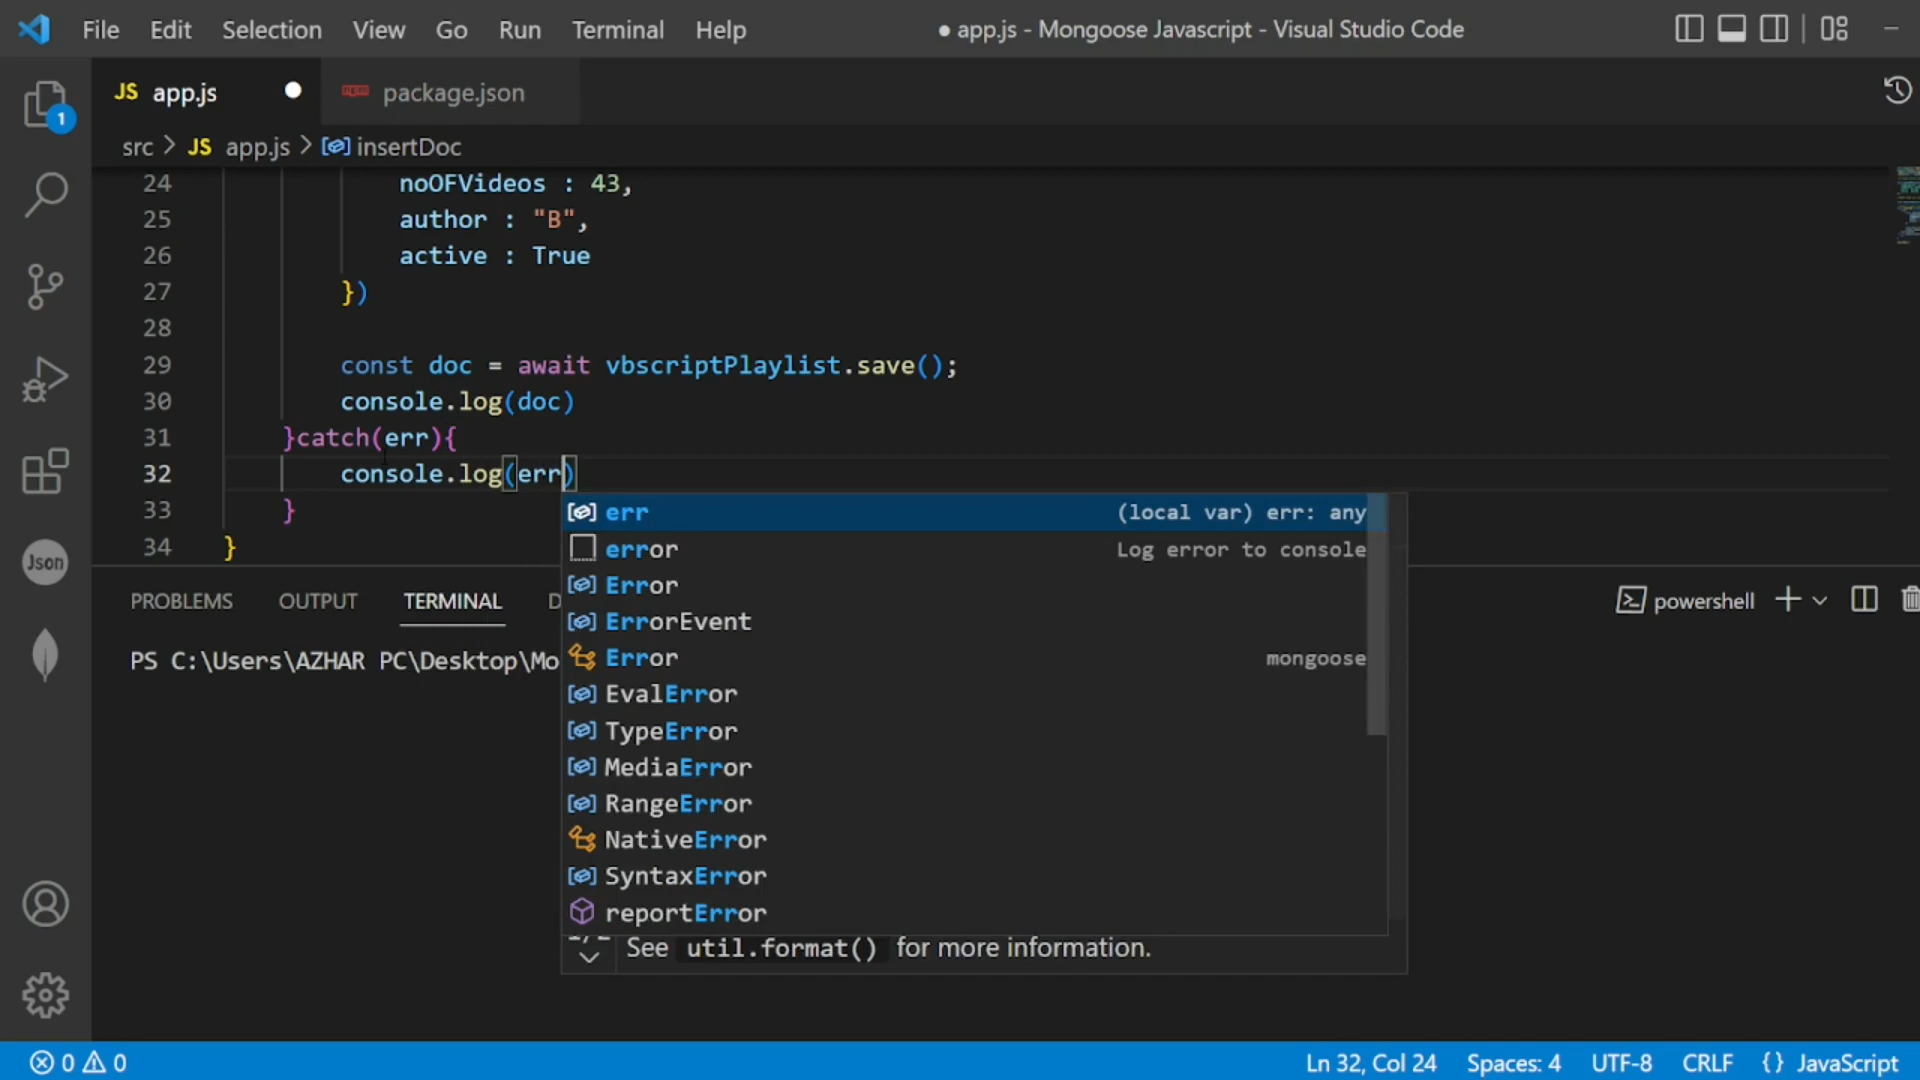 File Edit Selection View Go Run Terminal Help ● app.js - Mongoose Javascript - Visual Studio Code
JS app.js package.json
1
src > JS app.js > insertDoc
24 noOFVideos : 43,
25 author : "B",
26 active : True
27 })
28
29 const doc = await vbscriptPlaylist.save();
30 console.log(doc)
31 }catch(err){
32 console.log(err)
33 }
34 }
err (local var) err: any
error Log error to console
Error
ErrorEvent
Error mongoose
EvalError
TypeError
MediaError
RangeError
NativeError
SyntaxError
reportError
See util.format() for more information.
Json
PROBLEMS OUTPUT TERMINAL D powershell
PS C:\Users\AZHAR PC\Desktop\Mo
0 0 Ln 32, Col 24 Spaces: 4 UTF-8 CRLF {} JavaScript